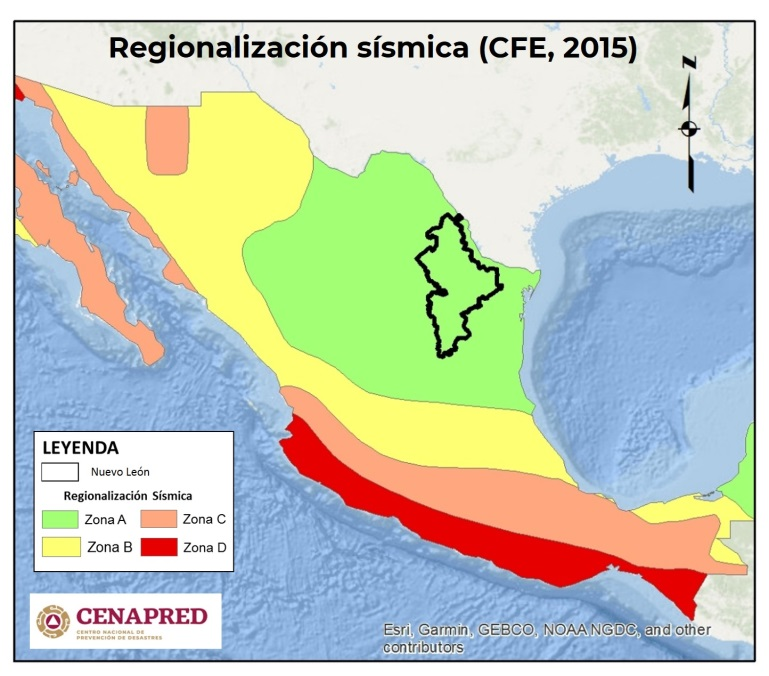 Regionalización sísmica (CFE, 2015)
N
LEYENDA
Nuevo León
Regionalización Sísmica
Zona A
Zona C
Zona B
Zona D
CENAPRED
CENTRO NACIONAL DE
PREVENCIÓN DE DESASTRES
Esri, Garmin, GEBCO, NOAA NGDC, and other
contributors